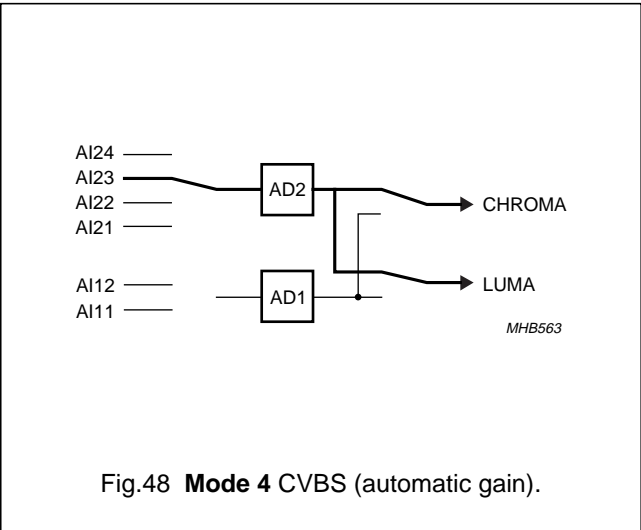 AI24
AI23
AI22
AI21
AD2
CHROMA
AI12
AI11
AD1
LUMA
MHB563
Fig.48 Mode 4 CVBS (automatic gain).